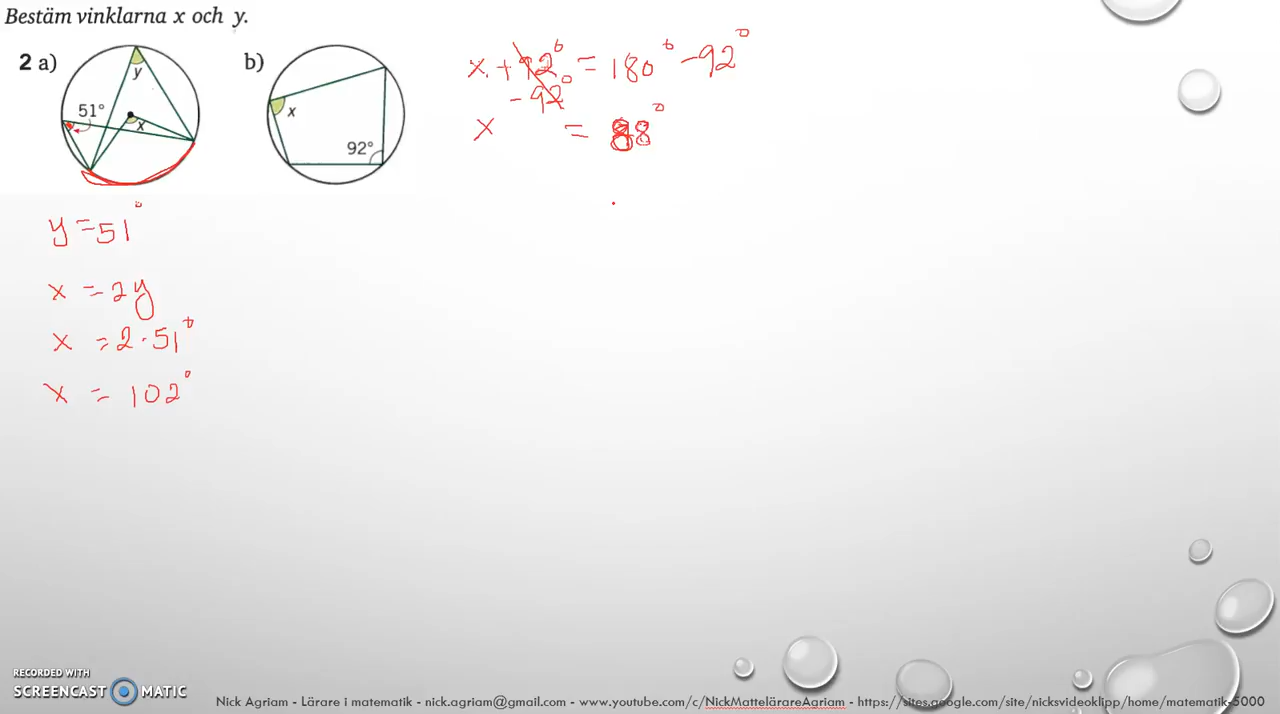 Bestäm vinklarna x och y.
2 a)
y
51°
x
b)
x
92°
x + 92° = 180° - 92°
- 92°
x = 88°
y = 51°
x = 2y
x = 2 · 51°
x = 102°
RECORDED WITH
SCREENCAST MATIC
Nick Agriam - Lärare i matematik - nick.agriam@gmail.com - www.youtube.com/c/NickMattelärareAgriam - https://sites.google.com/site/nicksvideoklipp/home/matematik-5000